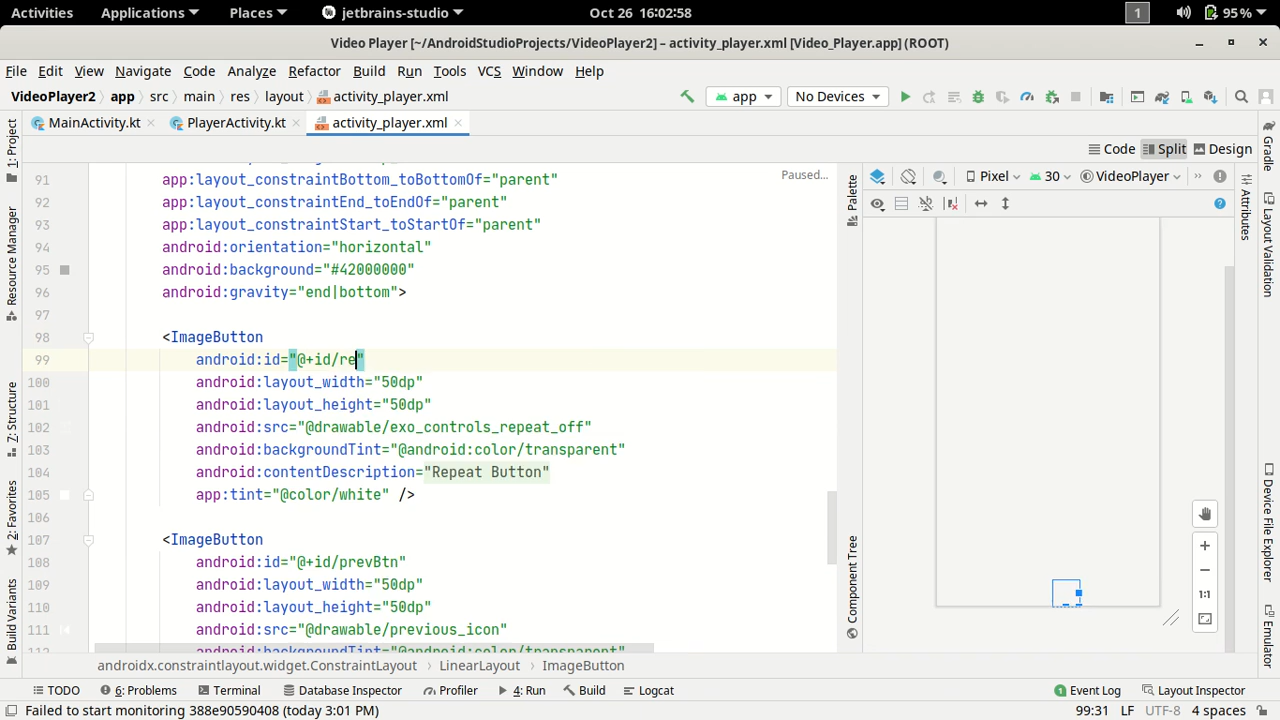 Activities Applications Places jetbrains-studio Oct 26 16:02:58 1 95%
Video Player [~/AndroidStudioProjects/VideoPlayer2] – activity_player.xml [Video_Player.app] (ROOT)
File Edit View Navigate Code Analyze Refactor Build Run Tools VCS Window Help
VideoPlayer2 app src main res layout activity_player.xml app No Devices
MainActivity.kt PlayerActivity.kt activity_player.xml
Code Split Design
91 app:layout_constraintBottom_toBottomOf="parent" Paused...
92 app:layout_constraintEnd_toEndOf="parent"
93 app:layout_constraintStart_toStartOf="parent"
94 android:orientation="horizontal"
95 android:background="#42000000"
96 android:gravity="end|bottom">
97
98 <ImageButton
99 android:id="@+id/re"
100 android:layout_width="50dp"
101 android:layout_height="50dp"
102 android:src="@drawable/exo_controls_repeat_off"
103 android:backgroundTint="@android:color/transparent"
104 android:contentDescription="Repeat Button"
105 app:tint="@color/white" />
106
107 <ImageButton
108 android:id="@+id/prevBtn"
109 android:layout_width="50dp"
110 android:layout_height="50dp"
111 android:src="@drawable/previous_icon"
112 android:backgroundTint="@android:color/transparent"
androidx.constraintlayout.widget.ConstraintLayout LinearLayout ImageButton
1: Project
Resource Manager
Z: Structure
2: Favorites
Build Variants
Palette
Component Tree
Pixel 30 VideoPlayer
1:1
Attributes
Gradle
Layout Validation
Device File Explorer
Emulator
TODO 6: Problems Terminal Database Inspector Profiler 4: Run Build Logcat 1 Event Log Layout Inspector
Failed to start monitoring 388e90590408 (today 3:01 PM) 99:31 LF UTF-8 4 spaces